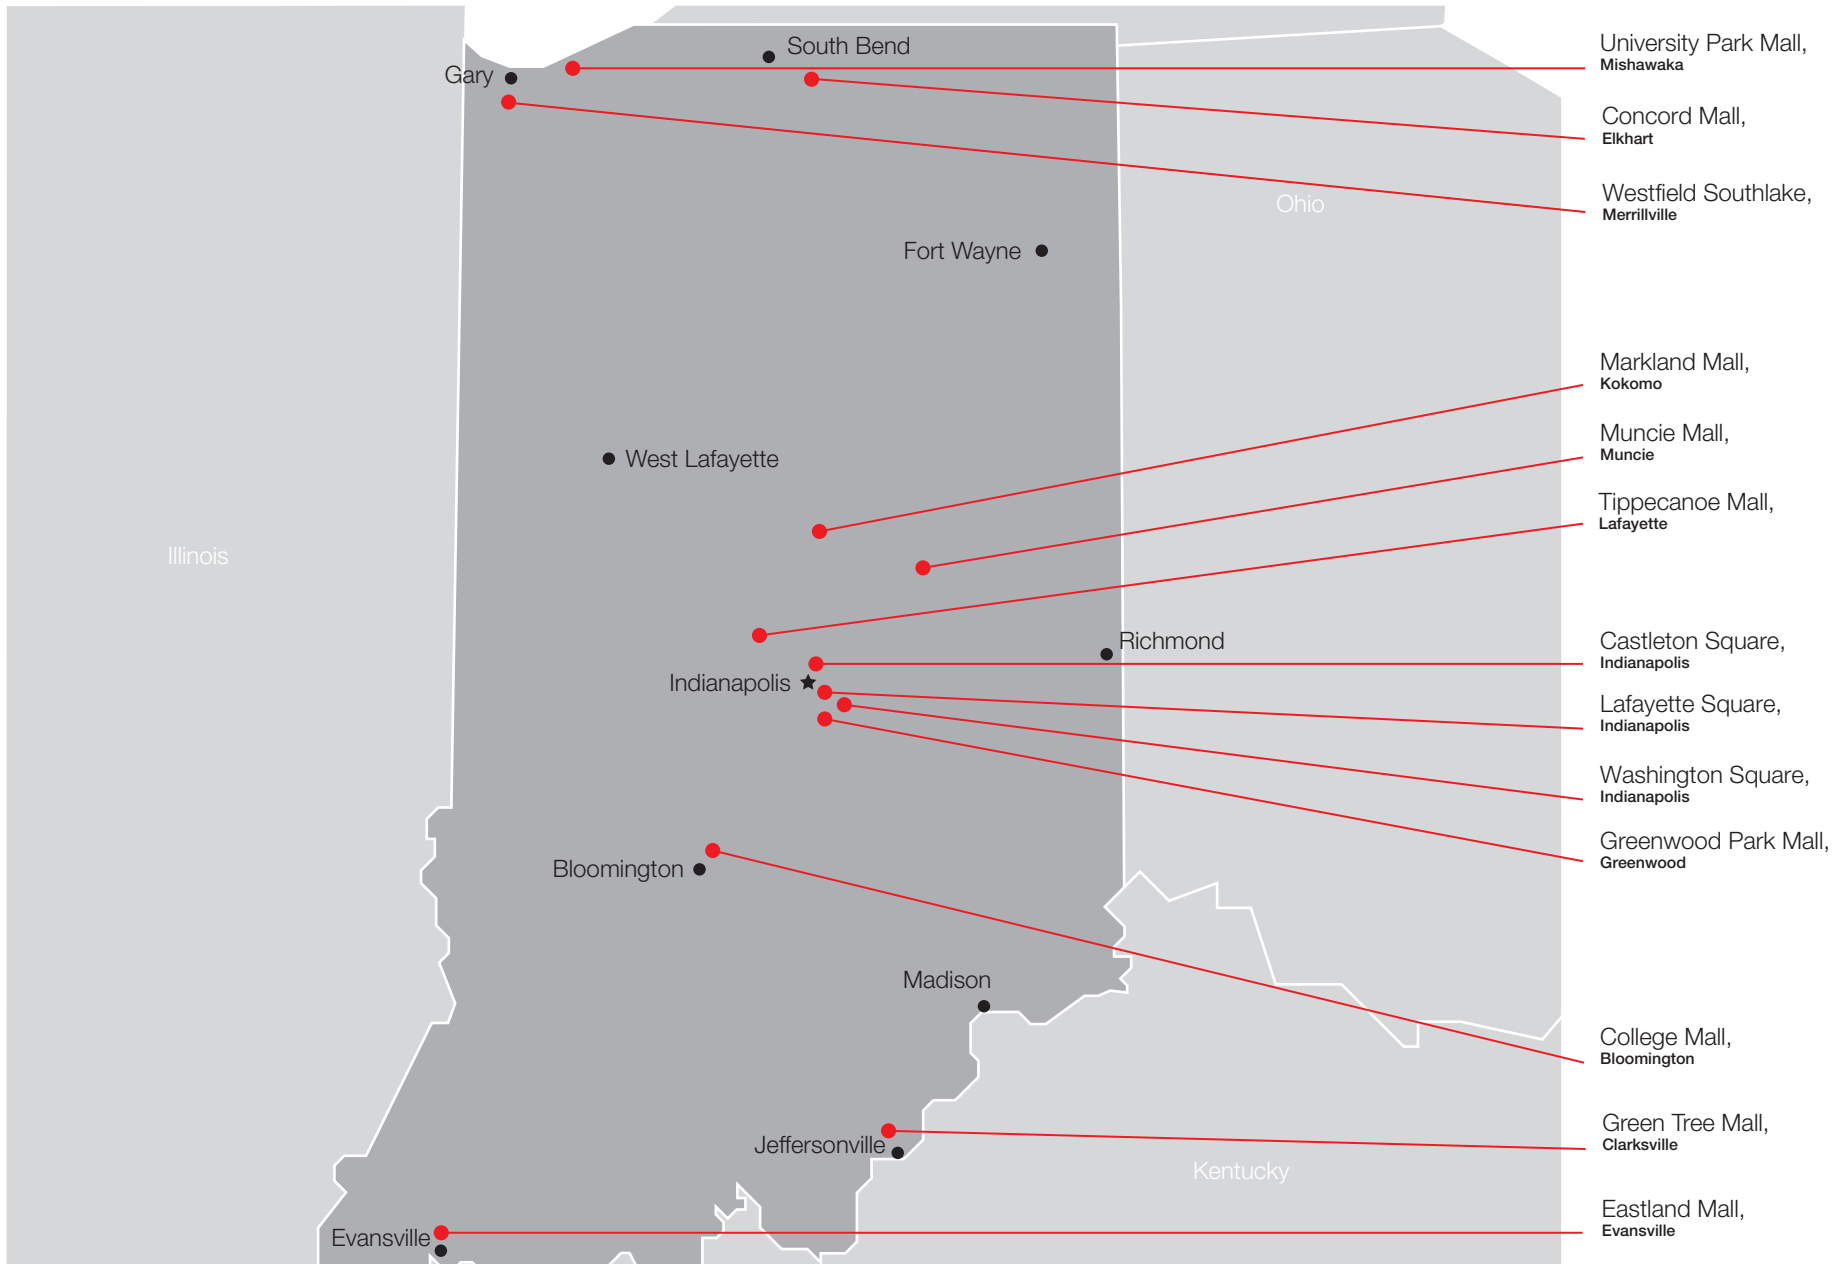 South Bend
Gary
Fort Wayne
West Lafayette
Illinois
Ohio
Richmond
Indianapolis
Bloomington
Madison
Jeffersonville
Kentucky
Evansville
University Park Mall,
Mishawaka
Concord Mall,
Elkhart
Westfield Southlake,
Merrillville
Markland Mall,
Kokomo
Muncie Mall,
Muncie
Tippecanoe Mall,
Lafayette
Castleton Square,
Indianapolis
Lafayette Square,
Indianapolis
Washington Square,
Indianapolis
Greenwood Park Mall,
Greenwood
College Mall,
Bloomington
Green Tree Mall,
Clarksville
Eastland Mall,
Evansville